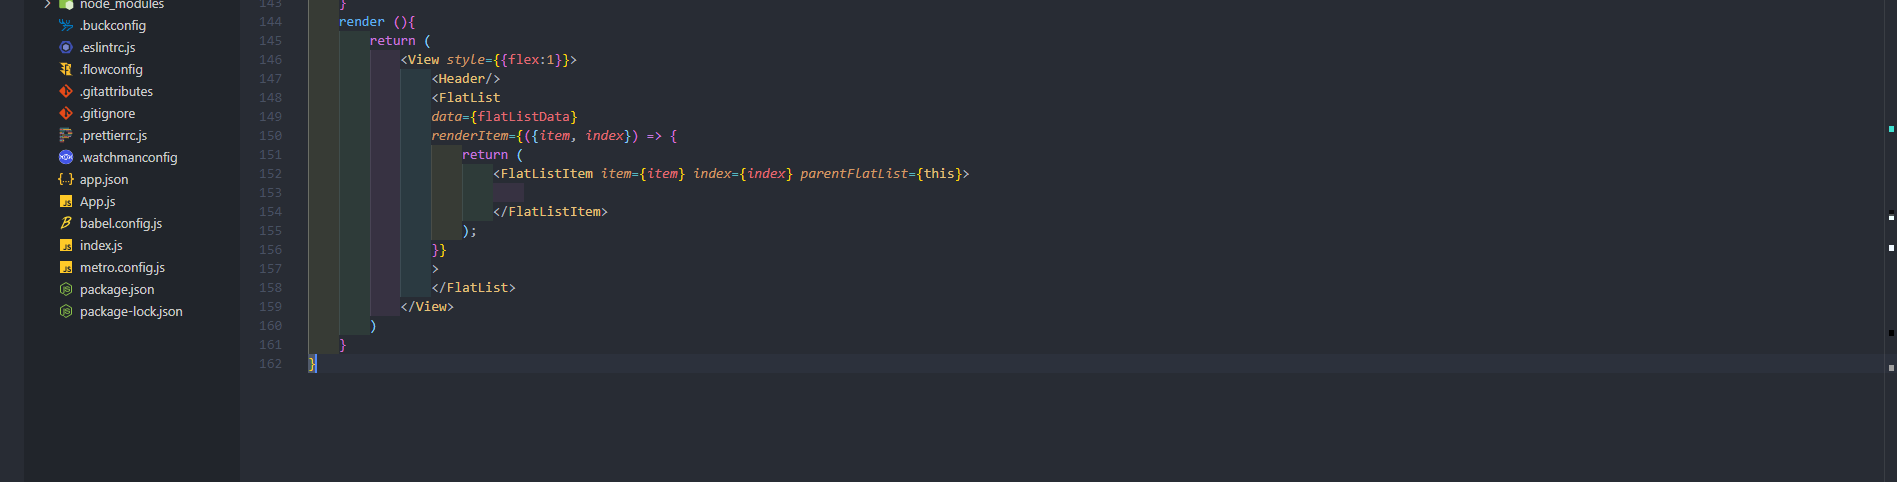 node_modules
.buckconfig
.eslintrc.js
.flowconfig
.gitattributes
.gitignore
.prettierrc.js
.watchmanconfig
app.json
App.js
babel.config.js
index.js
metro.config.js
package.json
package-lock.json
143 }
144 render (){
145 return (
146 <View style={{flex:1}}>
147 <Header/>
148 <FlatList
149 data={flatListData}
150 renderItem={({item, index}) => {
151 return (
152 <FlatListItem item={item} index={index} parentFlatList={this}>
153
154 </FlatListItem>
155 );
156 }}
157 >
158 </FlatList>
159 </View>
160 )
161 }
162 }